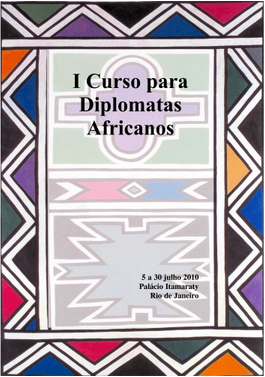 I Curso para
Diplomatas
Africanos
5 a 30 julho 2010
Palácio Itamaraty
Rio de Janeiro